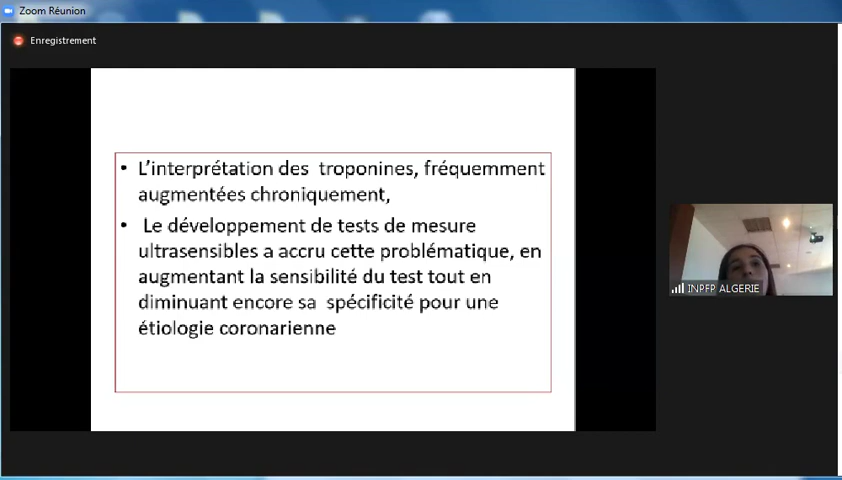 Zoom Réunion
Enregistrement
• L’interprétation des troponines, fréquemment
augmentées chroniquement,
• Le développement de tests de mesure
ultrasensibles a accru cette problématique, en
augmentant la sensibilité du test tout en
diminuant encore sa spécificité pour une
étiologie coronarienne
INPFP ALGERIE